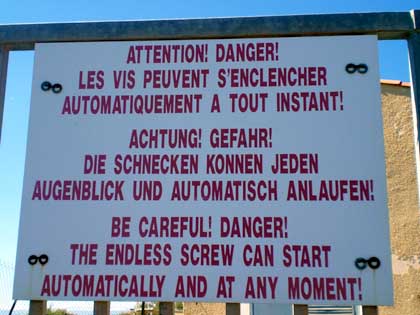 ATTENTION! DANGER!
LES VIS PEUVENT S'ENCLENCHER
AUTOMATIQUEMENT A TOUT INSTANT!
ACHTUNG! GEFAHR!
DIE SCHNECKEN KONNEN JEDEN
AUGENBLICK UND AUTOMATISCH ANLAUFEN!
BE CAREFUL! DANGER!
THE ENDLESS SCREW CAN START
AUTOMATICALLY AND AT ANY MOMENT!